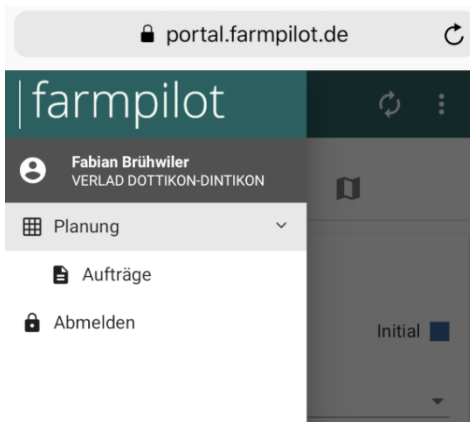 portal.farmpilot.de
farmpilot
Fabian Brühwiler
VERLAD DOTTIKON-DINTIKON
Planung
Aufträge
Abmelden
Initial